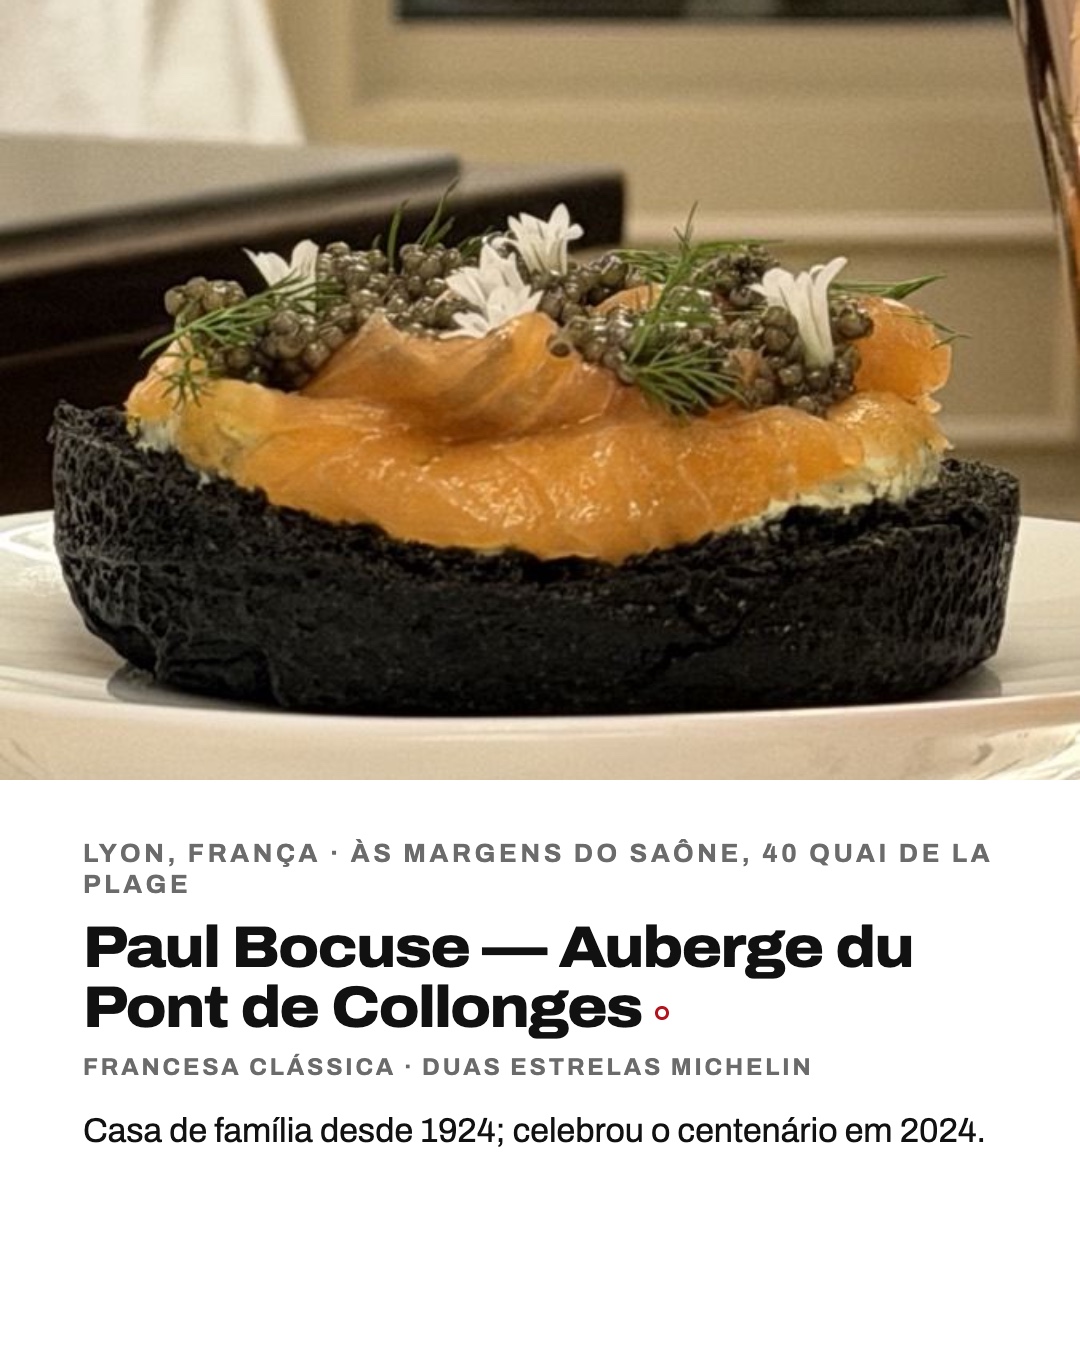 LYON, FRANÇA · ÀS MARGENS DO SAÔNE, 40 QUAI DE LA
PLAGE
Paul Bocuse — Auberge du
Pont de Collonges
FRANCESA CLÁSSICA · DUAS ESTRELAS MICHELIN
Casa de família desde 1924; celebrou o centenário em 2024.